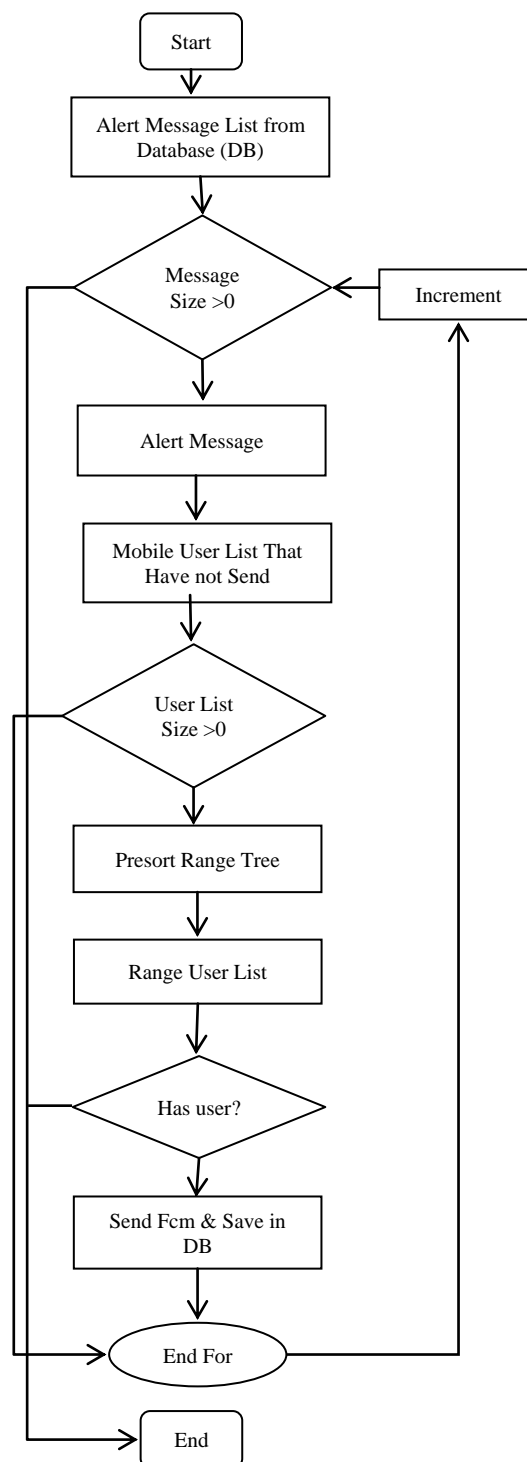 Start
Alert Message List from
Database (DB)
Message
Size >0
Increment
Alert Message
Mobile User List That
Have not Send
User List
Size >0
Presort Range Tree
Range User List
Has user?
Send Fcm & Save in
DB
End For
End